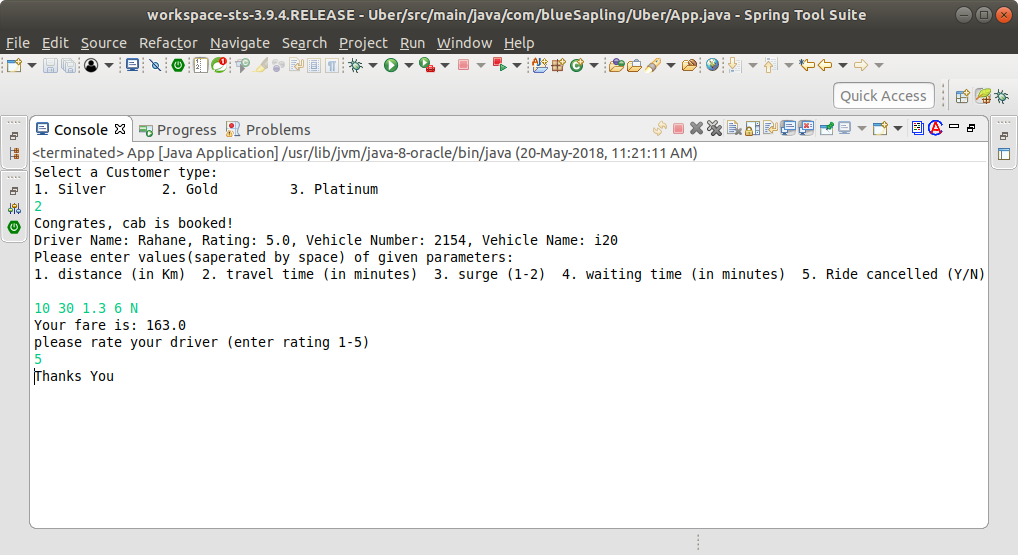 workspace-sts-3.9.4.RELEASE - Uber/src/main/java/com/blueSapling/Uber/App.java - Spring Tool Suite
File Edit Source Refactor Navigate Search Project Run Window Help
Quick Access
Console Progress Problems
<terminated> App [Java Application] /usr/lib/jvm/java-8-oracle/bin/java (20-May-2018, 11:21:11 AM)
Select a Customer type:
1. Silver 2. Gold 3. Platinum
2
Congrates, cab is booked!
Driver Name: Rahane, Rating: 5.0, Vehicle Number: 2154, Vehicle Name: i20
Please enter values(saperated by space) of given parameters:
1. distance (in Km) 2. travel time (in minutes) 3. surge (1-2) 4. waiting time (in minutes) 5. Ride cancelled (Y/N)
10 30 1.3 6 N
Your fare is: 163.0
please rate your driver (enter rating 1-5)
5
Thanks You